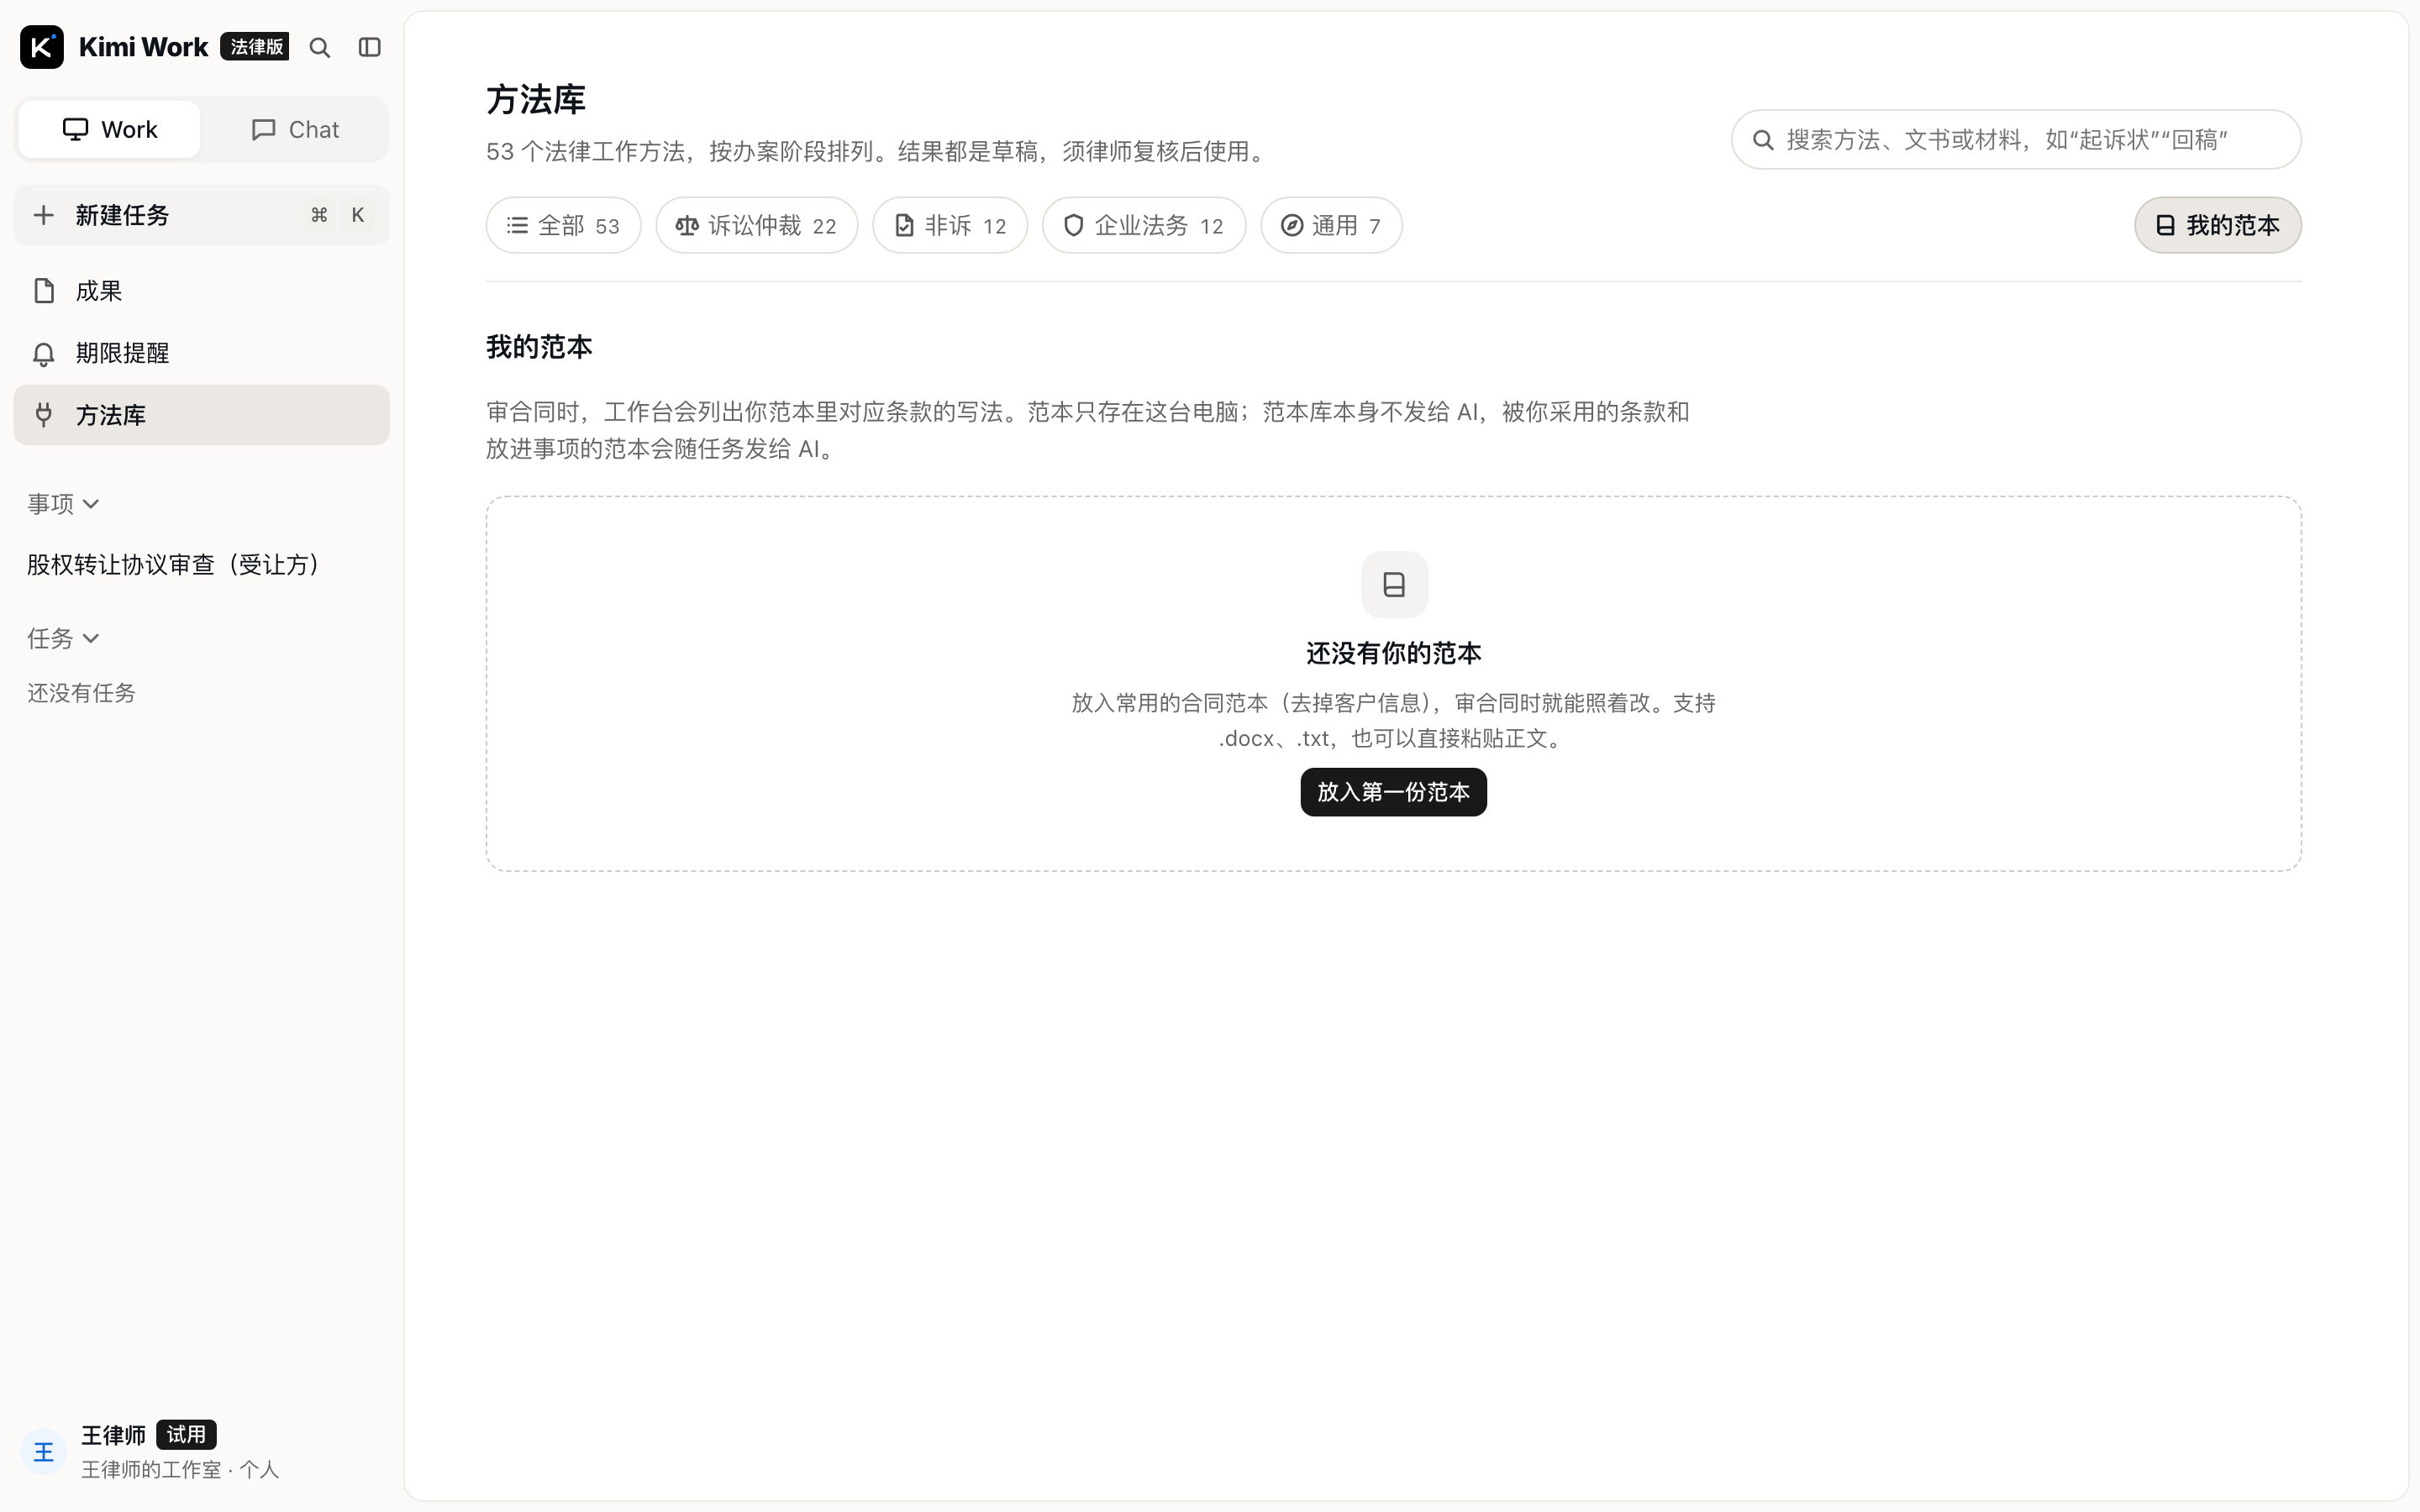 Kimi Work 法律版
Work
Chat
新建任务 ⌘ K
成果
期限提醒
方法库
事项
股权转让协议审查（受让方）
任务
还没有任务
王
王律师 试用
王律师的工作室 · 个人
方法库
53 个法律工作方法，按办案阶段排列。结果都是草稿，须律师复核后使用。
搜索方法、文书或材料，如“起诉状”“回稿”
全部 53
诉讼仲裁 22
非诉 12
企业法务 12
通用 7
我的范本
我的范本
审合同时，工作台会列出你范本里对应条款的写法。范本只存在这台电脑；范本库本身不发给 AI，被你采用的条款和
放进事项的范本会随任务发给 AI。
还没有你的范本
放入常用的合同范本（去掉客户信息），审合同时就能照着改。支持
.docx、.txt，也可以直接粘贴正文。
放入第一份范本